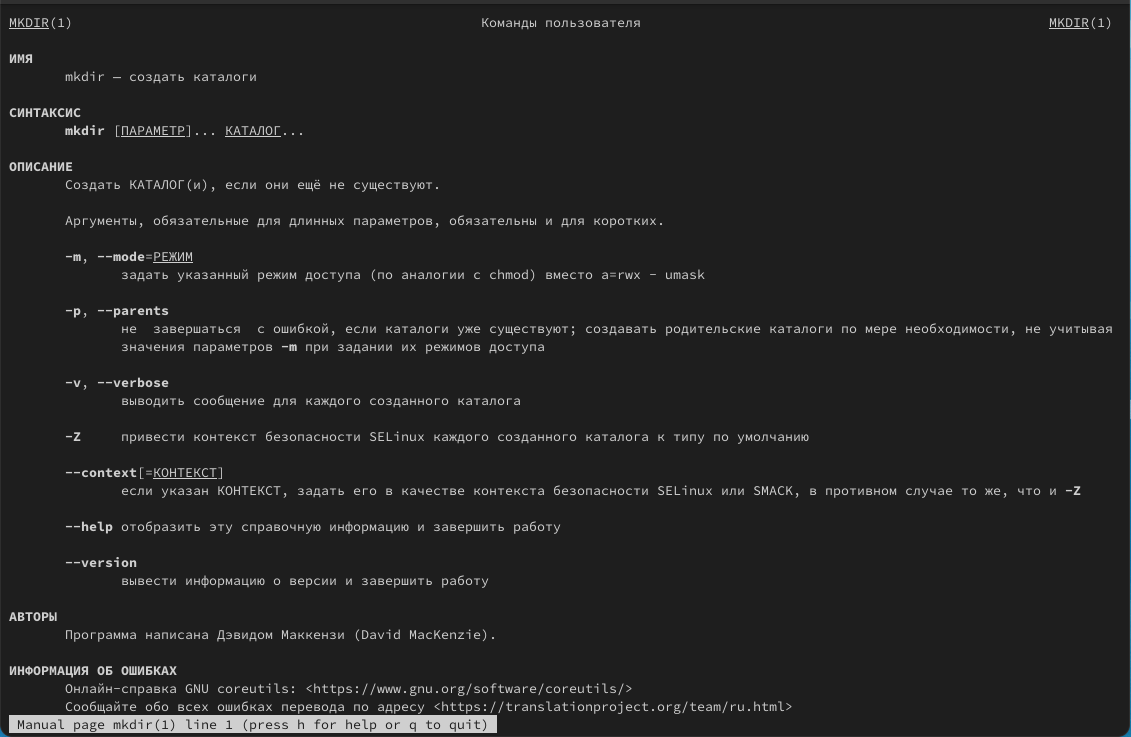 MKDIR(1) Команды пользователя MKDIR(1)
ИМЯ
mkdir — создать каталоги
СИНТАКСИС
mkdir [ПАРАМЕТР]... КАТАЛОГ...
ОПИСАНИЕ
Создать КАТАЛОГ(и), если они ещё не существуют.
Аргументы, обязательные для длинных параметров, обязательны и для коротких.
-m, --mode=РЕЖИМ
задать указанный режим доступа (по аналогии с chmod) вместо a=rwx - umask
-p, --parents
не завершаться с ошибкой, если каталоги уже существуют; создавать родительские каталоги по мере необходимости, не учитывая
значения параметров -m при задании их режимов доступа
-v, --verbose
выводить сообщение для каждого созданного каталога
-Z привести контекст безопасности SELinux каждого созданного каталога к типу по умолчанию
--context[=КОНТЕКСТ]
если указан КОНТЕКСТ, задать его в качестве контекста безопасности SELinux или SMACK, в противном случае то же, что и -Z
--help отобразить эту справочную информацию и завершить работу
--version
вывести информацию о версии и завершить работу
АВТОРЫ
Программа написана Дэвидом Маккензи (David MacKenzie).
ИНФОРМАЦИЯ ОБ ОШИБКАХ
Онлайн-справка GNU coreutils: <https://www.gnu.org/software/coreutils/>
Сообщайте обо всех ошибках перевода по адресу <https://translationproject.org/team/ru.html>
Manual page mkdir(1) line 1 (press h for help or q to quit)